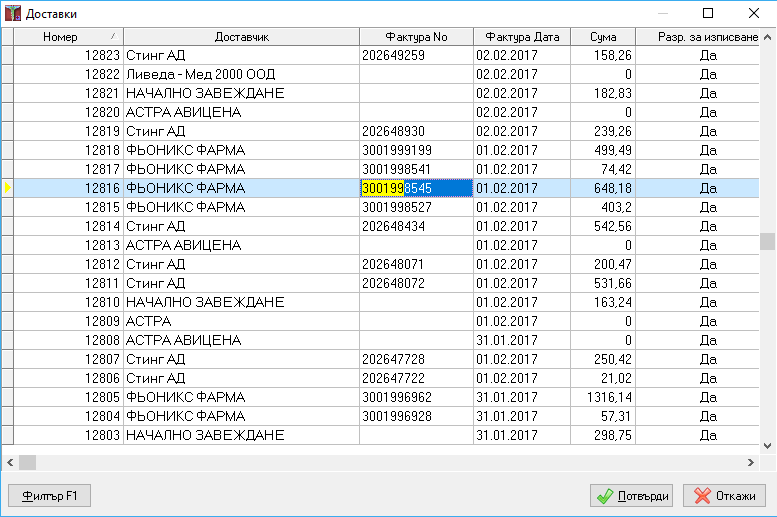 Доставки
Номер Доставчик Фактура No Фактура Дата Сума Разр. за изписване
12823 Стинг АД 202649259 02.02.2017 158,26 Да
12822 Ливеда - Мед 2000 ООД 02.02.2017 0 Да
12821 НАЧАЛНО ЗАВЕЖДАНЕ 02.02.2017 182,83 Да
12820 АСТРА АВИЦЕНА 02.02.2017 0 Да
12819 Стинг АД 202648930 02.02.2017 239,26 Да
12818 ФЬОНИКС ФАРМА 3001999199 01.02.2017 499,49 Да
12817 ФЬОНИКС ФАРМА 3001998541 01.02.2017 74,42 Да
12816 ФЬОНИКС ФАРМА 3001998545 01.02.2017 648,18 Да
12815 ФЬОНИКС ФАРМА 3001998527 01.02.2017 403,2 Да
12814 Стинг АД 202648434 01.02.2017 542,56 Да
12813 АСТРА АВИЦЕНА 01.02.2017 0 Да
12812 Стинг АД 202648071 01.02.2017 200,47 Да
12811 Стинг АД 202648072 01.02.2017 531,66 Да
12810 НАЧАЛНО ЗАВЕЖДАНЕ 01.02.2017 163,24 Да
12809 АСТРА 01.02.2017 0 Да
12808 АСТРА АВИЦЕНА 31.01.2017 0 Да
12807 Стинг АД 202647728 01.02.2017 250,42 Да
12806 Стинг АД 202647722 01.02.2017 21,02 Да
12805 ФЬОНИКС ФАРМА 3001996962 31.01.2017 1316,14 Да
12804 ФЬОНИКС ФАРМА 3001996928 31.01.2017 57,31 Да
12803 НАЧАЛНО ЗАВЕЖДАНЕ 31.01.2017 298,75 Да
Филтър F1 Потвърди Откажи